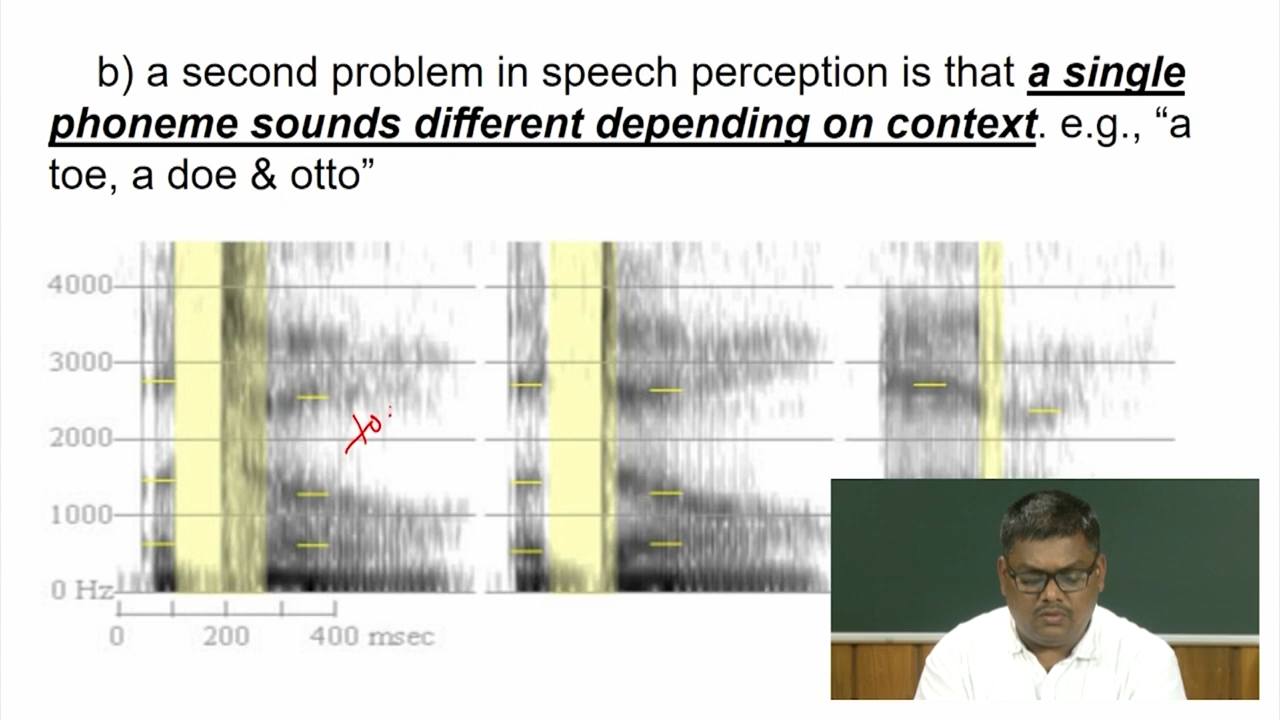 b) a second problem in speech perception is that a single
phoneme sounds different depending on context. e.g., “a
toe, a doe & otto”
4000
3000
2000
1000
0 Hz
0 200 400 msec